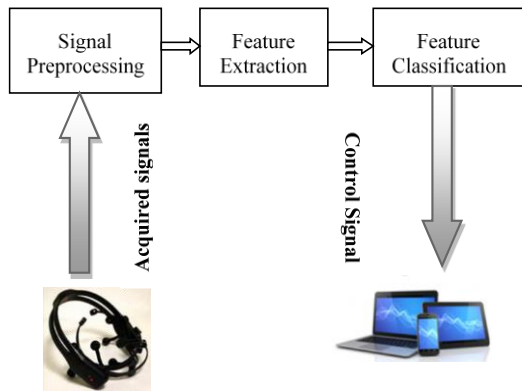 Signal
Preprocessing
Feature
Extraction
Feature
Classification
Acquired signals
Control Signal